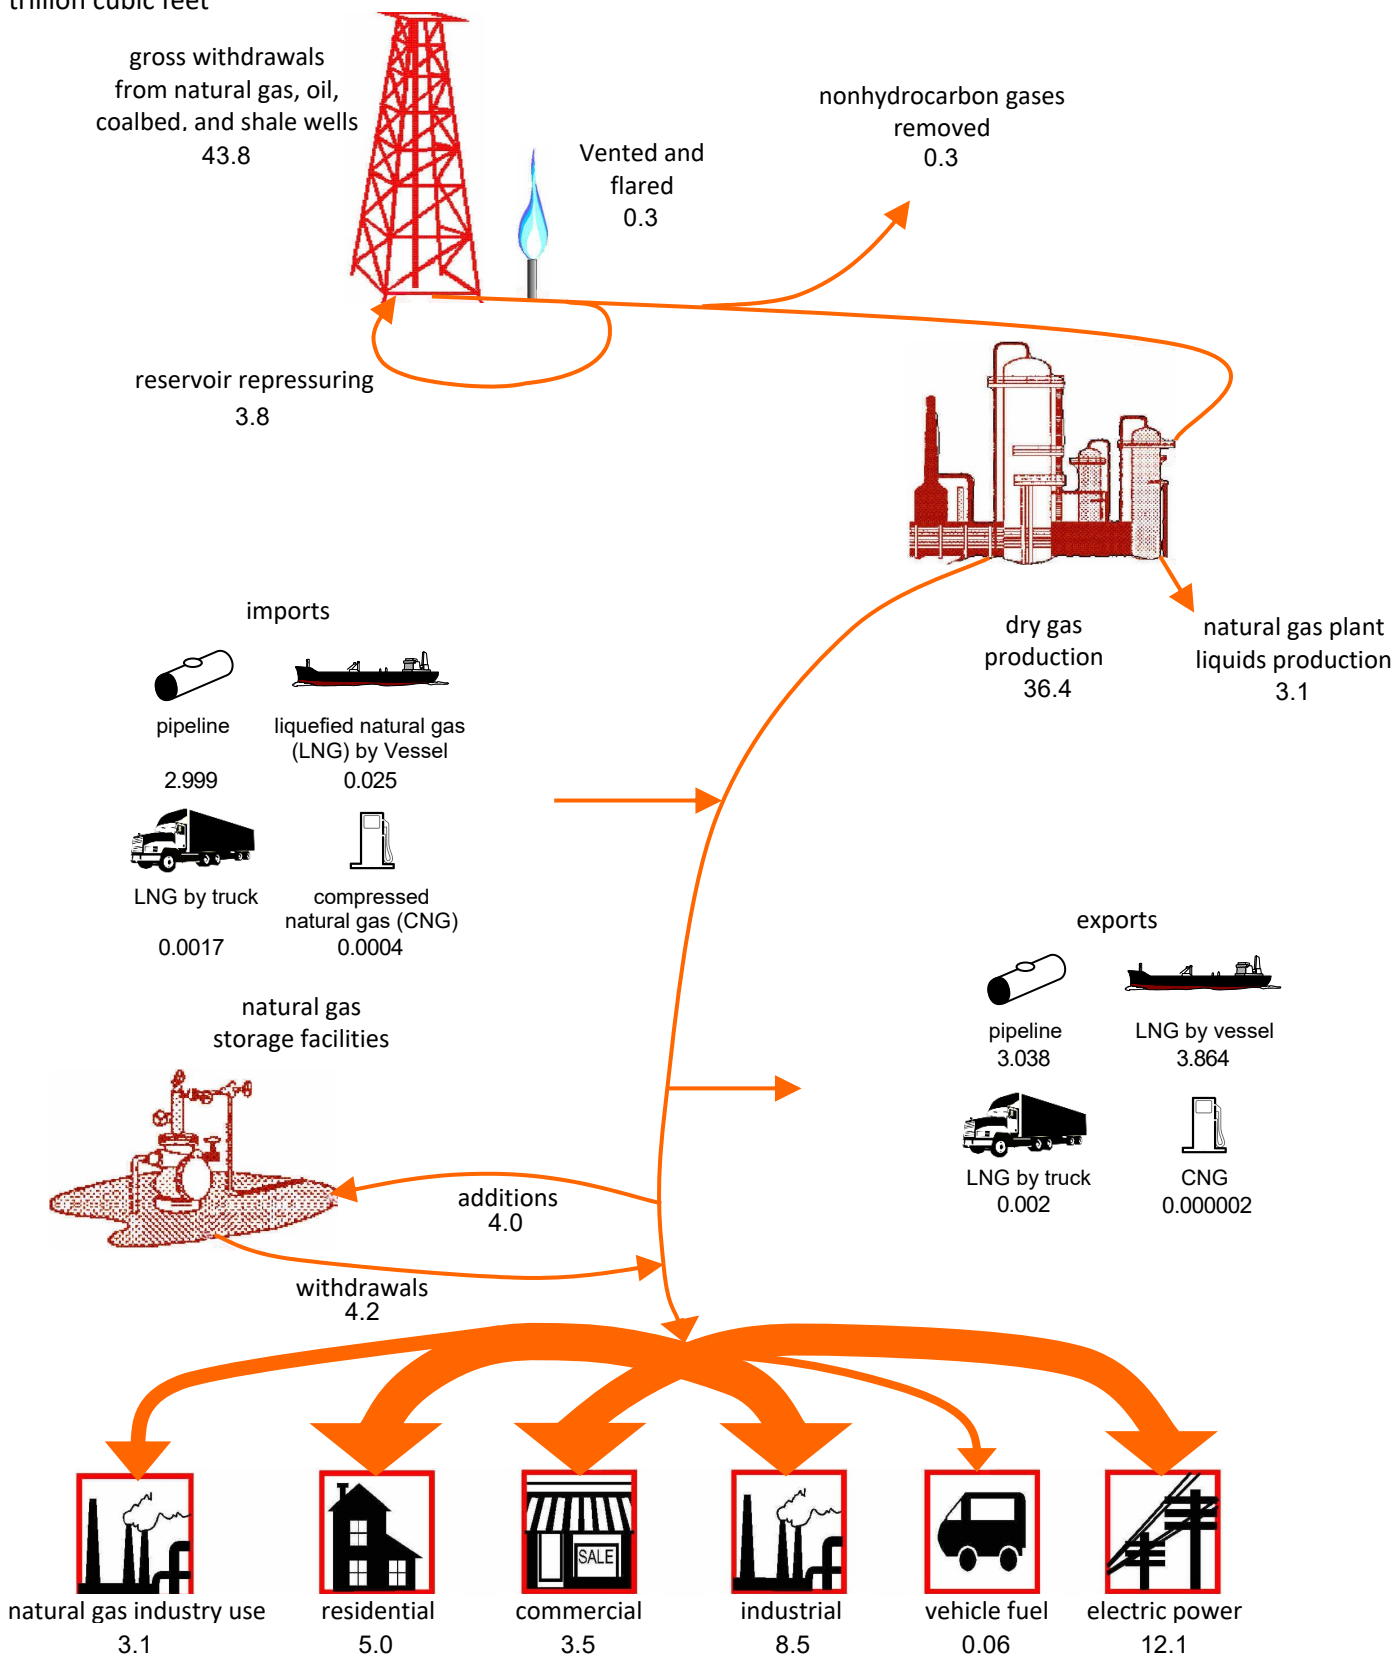 trillion cubic feet
gross withdrawals
from natural gas, oil,
coalbed, and shale wells
43.8
Vented and
flared
0.3
nonhydrocarbon gases
removed
0.3
reservoir repressuring
3.8
dry gas
production
36.4
natural gas plant
liquids production
3.1
imports
pipeline
2.999
liquefied natural gas
(LNG) by Vessel
0.025
LNG by truck
0.0017
compressed
natural gas (CNG)
0.0004
exports
pipeline
3.038
LNG by vessel
3.864
LNG by truck
0.002
CNG
0.000002
natural gas
storage facilities
additions
4.0
withdrawals
4.2
SALE
natural gas industry use
3.1
residential
5.0
commercial
3.5
industrial
8.5
vehicle fuel
0.06
electric power
12.1